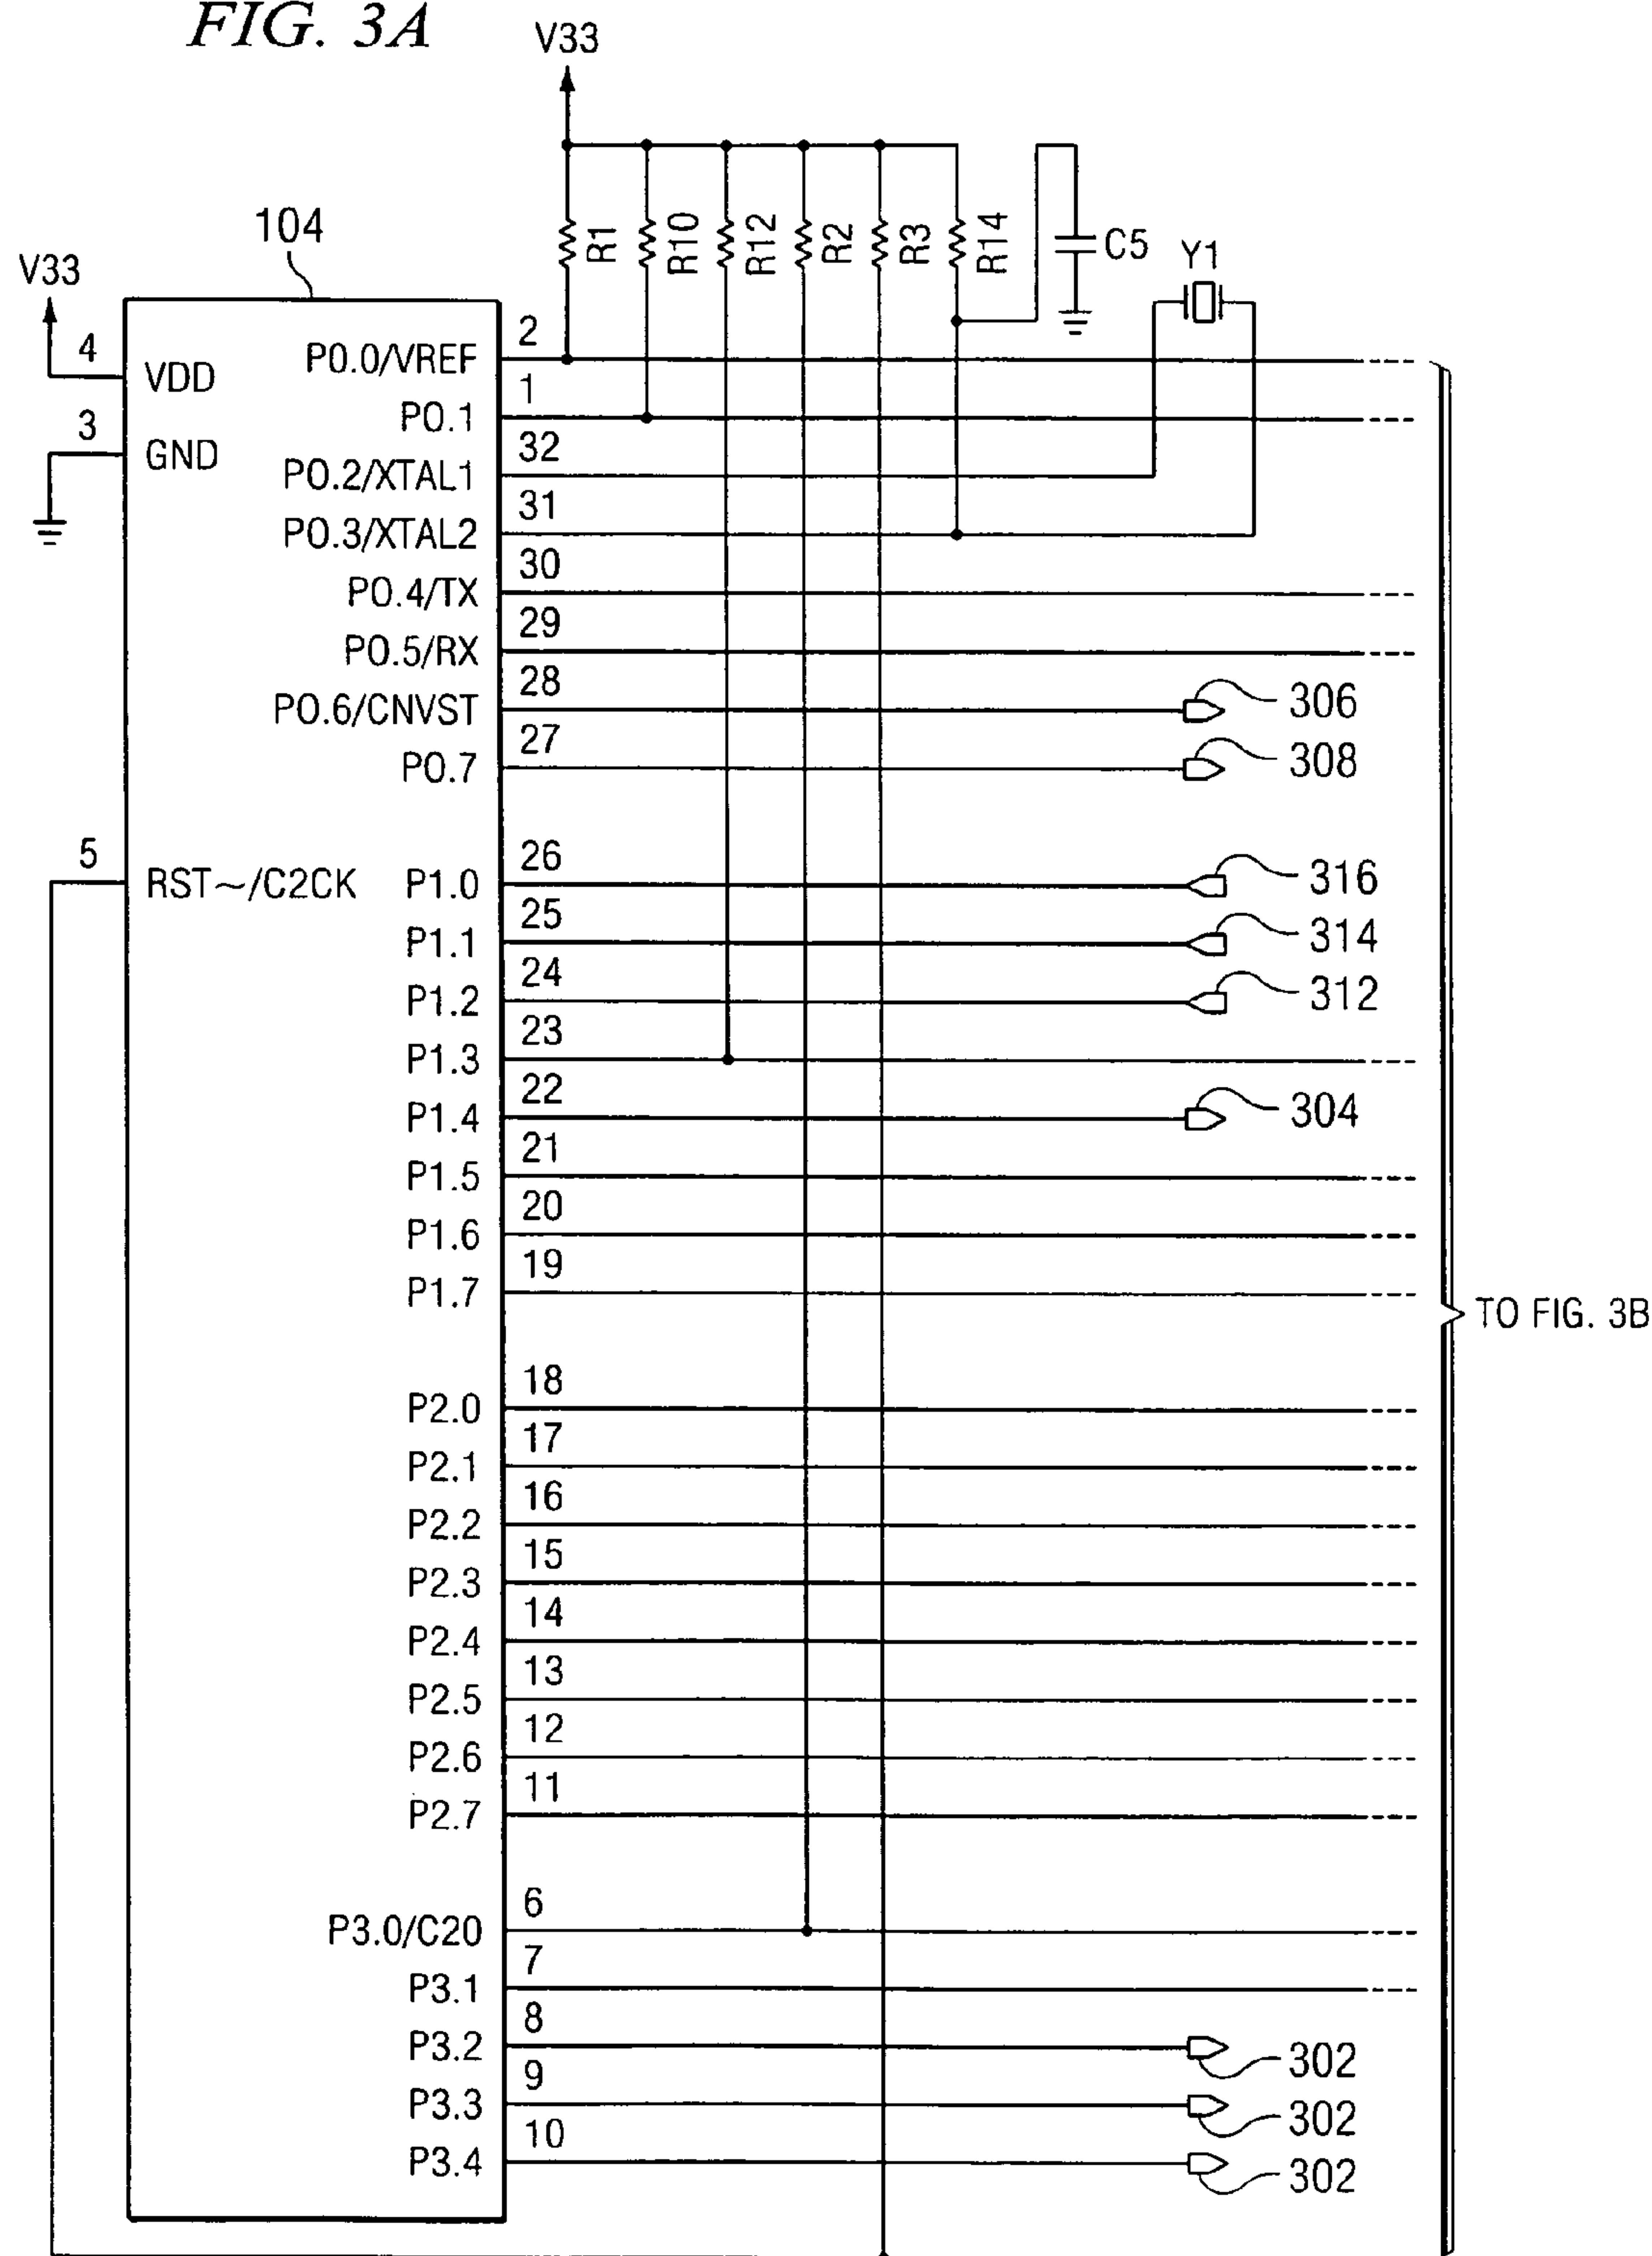 FIG. 3A
V33
R1
R10
R12
R2
R3
R14
C5
Y1
104
V33
4
VDD
3
GND
5
RST~/C2CK
2
P0.0/VREF
1
P0.1
32
P0.2/XTAL1
31
P0.3/XTAL2
30
P0.4/TX
29
P0.5/RX
28
P0.6/CNVST
306
27
P0.7
308
26
P1.0
316
25
P1.1
314
24
P1.2
312
23
P1.3
22
P1.4
304
21
P1.5
20
P1.6
19
P1.7
TO FIG. 3B
18
P2.0
17
P2.1
16
P2.2
15
P2.3
14
P2.4
13
P2.5
12
P2.6
11
P2.7
6
P3.0/C20
7
P3.1
8
P3.2
302
9
P3.3
302
10
P3.4
302